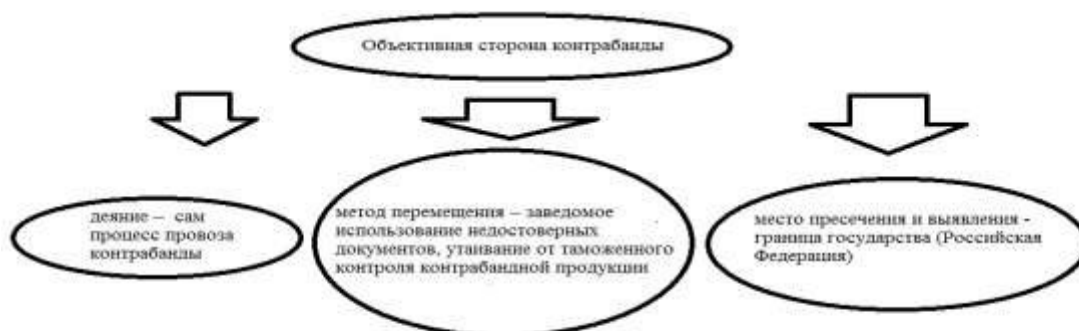 Объективная сторона контрабанды
деяние – сам
процесс провоза
контрабанды
метод перемещения – заведомое
использование недостоверных
документов, утаивание от таможенного
контроля контрабандной продукции
место пресечения и выявления -
граница государства (Российская
Федерация)